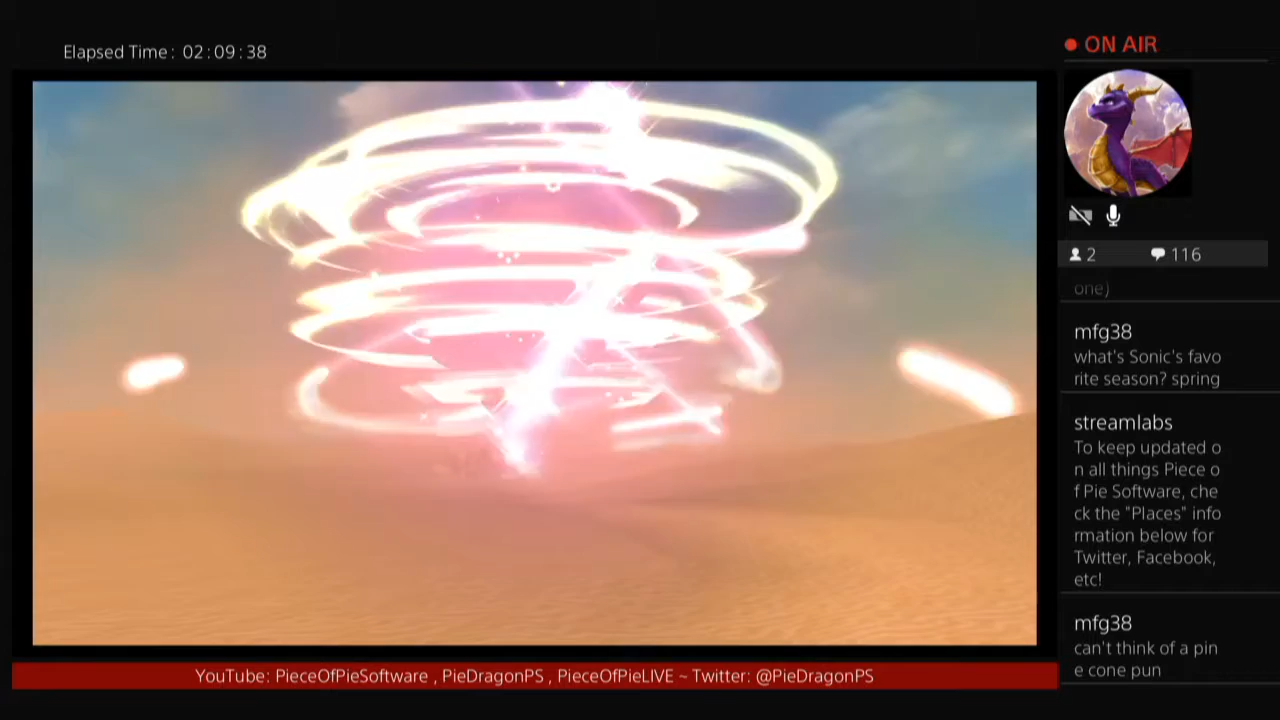 Elapsed Time: 02:09:38
ON AIR
2 116
one)
mfg38
what's Sonic's favo
rite season? spring
streamlabs
To keep updated o
n all things Piece o
f Pie Software, che
ck the "Places" info
rmation below for
Twitter, Facebook,
etc!
mfg38
can't think of a pin
e cone pun
YouTube: PieceOfPieSoftware , PieDragonPS , PieceOfPieLIVE ~ Twitter: @PieDragonPS